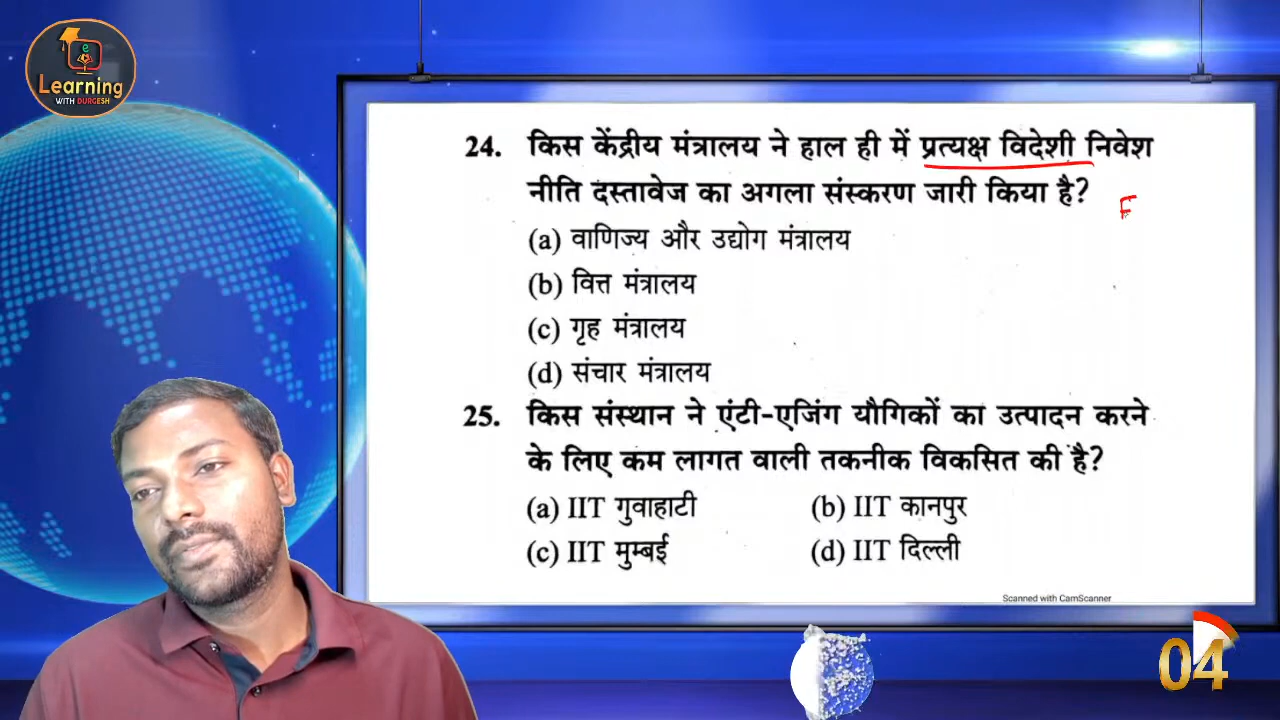 e
Learning
WITH DURGESH
24. किस केंद्रीय मंत्रालय ने हाल ही में प्रत्यक्ष विदेशी निवेश
नीति दस्तावेज का अगला संस्करण जारी किया है?
F
(a) वाणिज्य और उद्योग मंत्रालय
(b) वित्त मंत्रालय
(c) गृह मंत्रालय
(d) संचार मंत्रालय
25. किस संस्थान ने एंटी-एजिंग यौगिकों का उत्पादन करने
के लिए कम लागत वाली तकनीक विकसित की है?
(a) IIT गुवाहाटी (b) IIT कानपुर
(c) IIT मुम्बई (d) IIT दिल्ली
Scanned with CamScanner
04